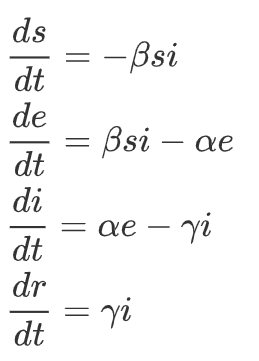 ds/dt = −βsi
de/dt = βsi − αe
di/dt = αe − γi
dr/dt = γi